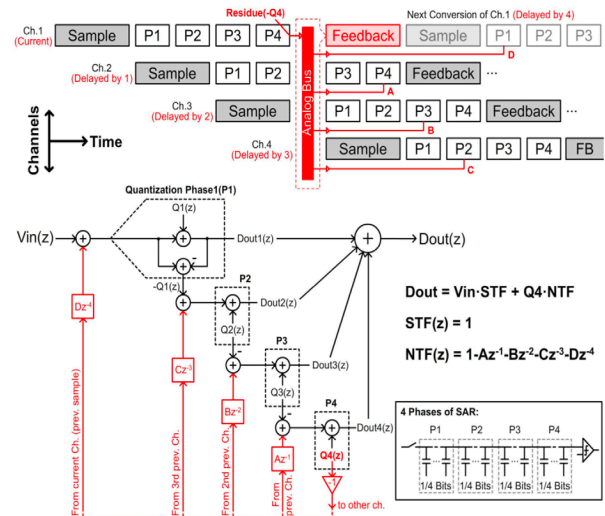 Residue(-Q4)
Next Conversion of Ch.1 (Delayed by 4)
Ch.1
(Current)
Sample P1 P2 P3 P4 Feedback Sample P1 P2 P3
D
Ch.2
(Delayed by 1)
Sample P1 P2 P3 P4 Feedback ...
A
Ch.3
(Delayed by 2)
Sample P1 P2 P3 P4 Feedback ...
B
Ch.4
(Delayed by 3)
Sample P1 P2 P3 P4 FB
C
Analog Bus
Channels
Time
Quantization Phase1(P1)
Q1(z)
Vin(z)
Dout1(z)
Dout(z)
-Q1(z)
P2
Dz-4
Dout2(z)
Q2(z)
P3
Cz-3
Dout3(z)
Q3(z)
P4
Bz-2
Dout4(z)
Az-1
Q4(z)
-1
to other ch.
From current Ch. (prev. sample)
From 3rd prev. Ch.
From 2nd prev. Ch.
From
prev. Ch.
Dout = Vin·STF + Q4·NTF
STF(z) = 1
NTF(z) = 1-Az-1-Bz-2-Cz-3-Dz-4
4 Phases of SAR:
P1 P2 P3 P4
1/4 Bits 1/4 Bits 1/4 Bits 1/4 Bits